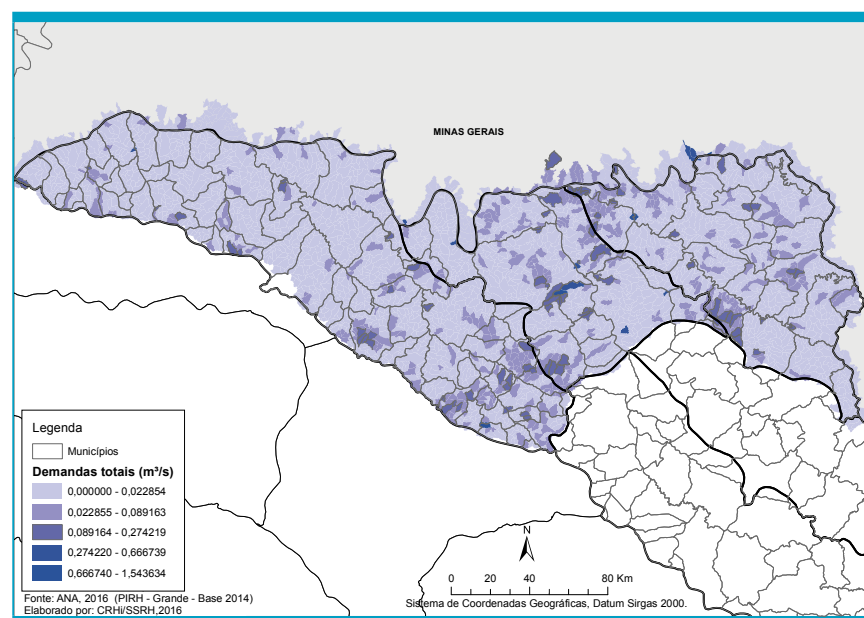 MINAS GERAIS
Legenda
Municípios
Demandas totais (m³/s)
0,000000 - 0,022854
0,022855 - 0,089163
0,089164 - 0,274219
0,274220 - 0,666739
0,666740 - 1,543634
N
0 20 40 80 Km
Sistema de Coordenadas Geográficas, Datum Sirgas 2000.
Fonte: ANA, 2016 (PIRH - Grande - Base 2014)
Elaborado por: CRHi/SSRH,2016